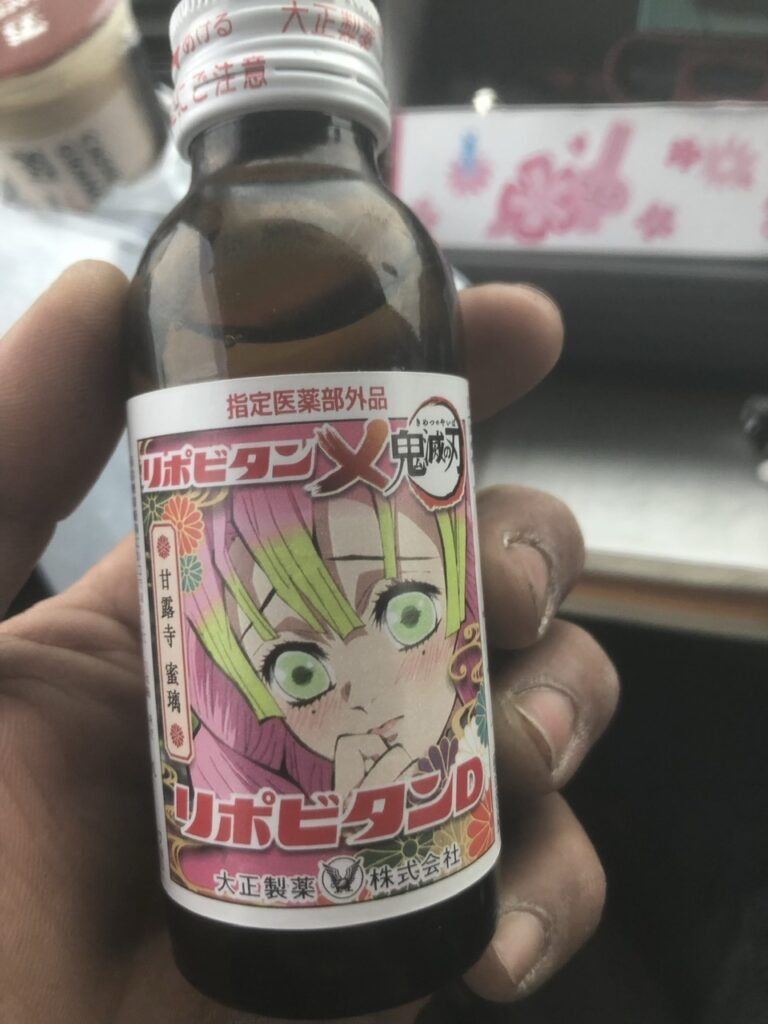 大正製薬
にご注意
指定医薬部外品
リポビタン×鬼滅の刃
きめつのやいば
甘露寺 蜜璃
リポビタンD
大正製薬 株式会社